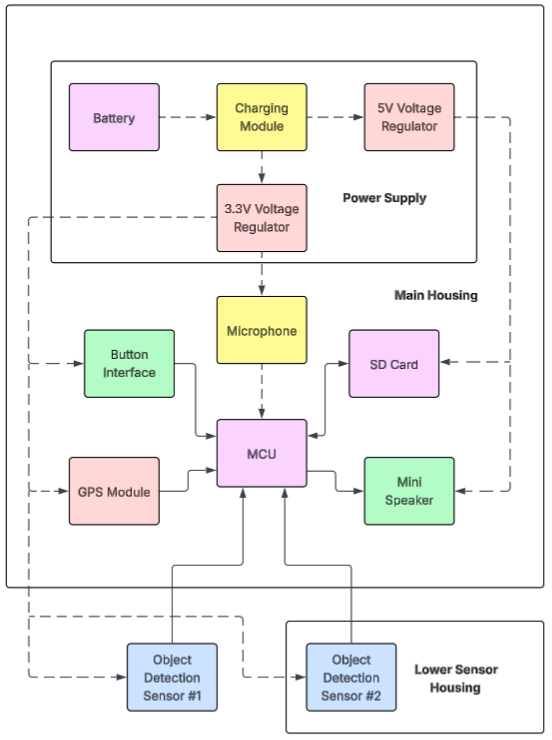 Battery
Charging
Module
5V Voltage
Regulator
3.3V Voltage
Regulator
Power Supply
Main Housing
Microphone
Button
Interface
SD Card
MCU
GPS Module
Mini
Speaker
Object
Detection
Sensor #1
Object
Detection
Sensor #2
Lower Sensor
Housing